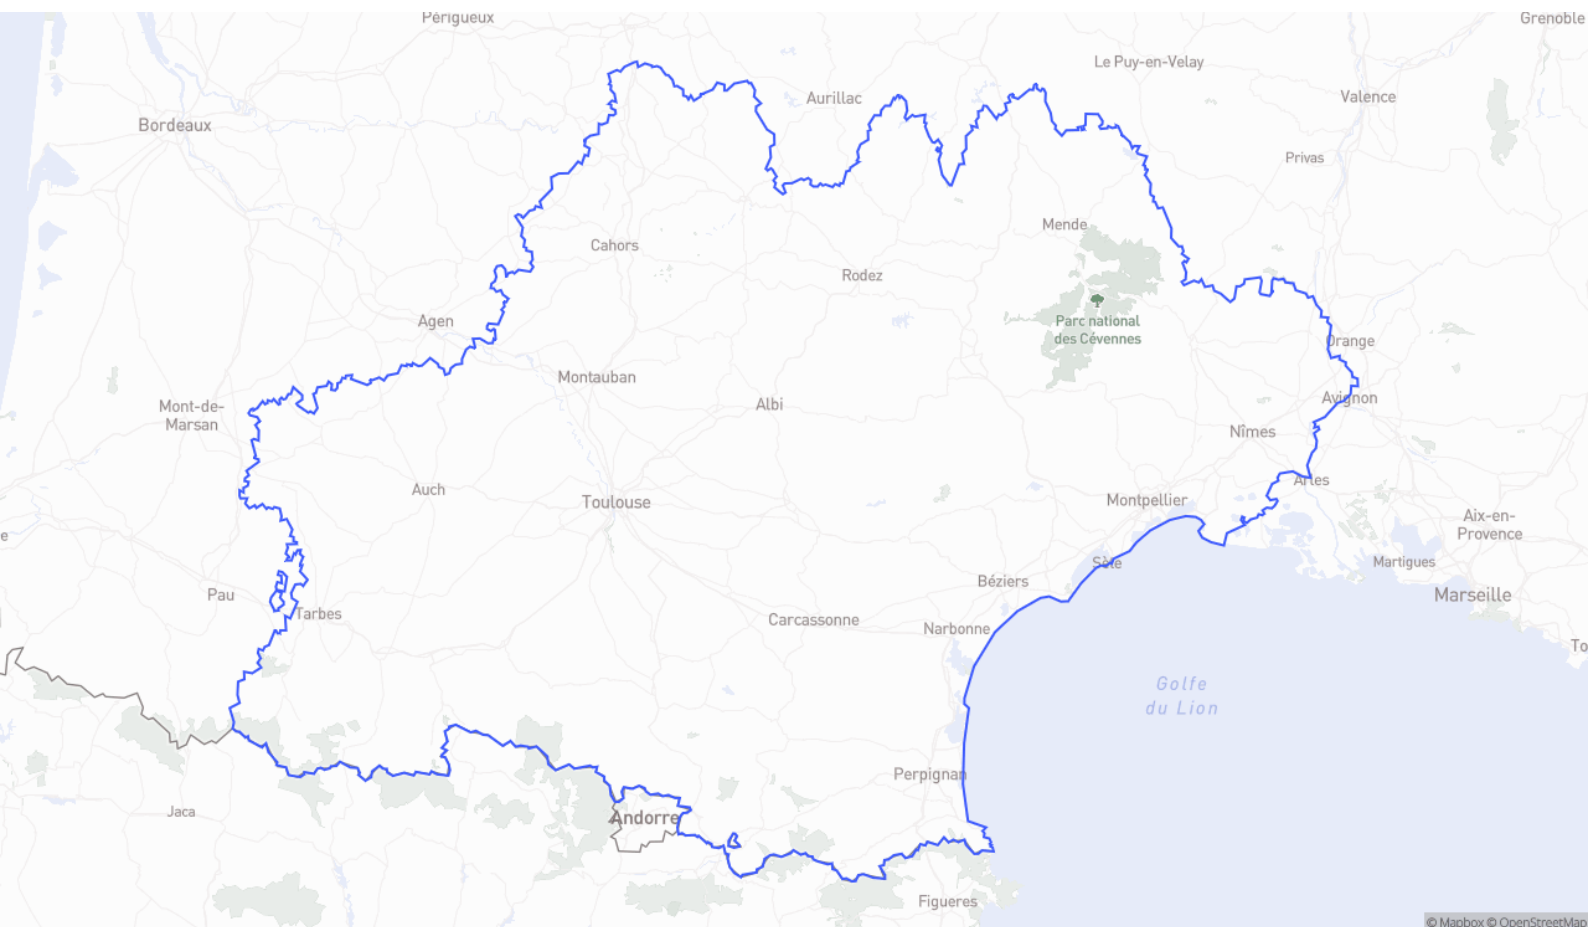 Périgueux
Grenoble
Le Puy-en-Velay
Valence
Aurillac
Bordeaux
Privas
Mende
Cahors
Rodez
Agen
Parc national
des Cévennes
Orange
Montauban
Avignon
Albi
Mont-de-
Marsan
Nîmes
Arles
Auch
Toulouse
Montpellier
Aix-en-
Provence
e
Sète
Martigues
Béziers
Pau
Marseille
Tarbes
Carcassonne
Narbonne
To
Golfe
du Lion
Perpignan
Jaca
Andorre
Figueres
© Mapbox © OpenStreetMap